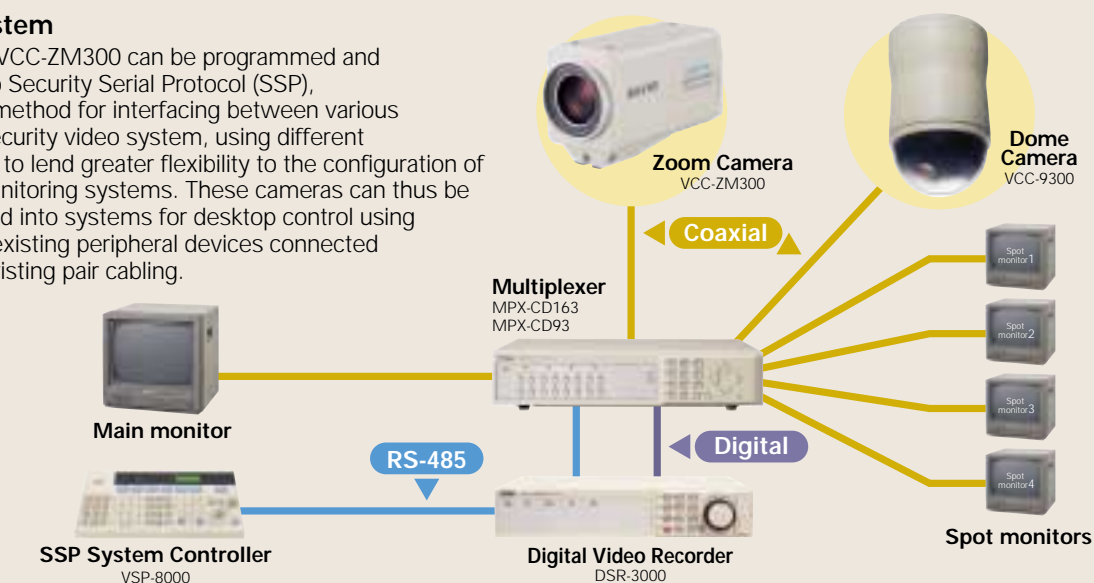 stem
VCC-ZM300 can be programmed and
Security Serial Protocol (SSP),
method for interfacing between various
ecurity video system, using different
to lend greater flexibility to the configuration of
nitoring systems. These cameras can thus be
d into systems for desktop control using
existing peripheral devices connected
isting pair cabling.
Zoom Camera
VCC-ZM300
Dome
Camera
VCC-9300
Coaxial
Multiplexer
MPX-CD163
MPX-CD93
Spot
monitor1
Spot
monitor2
Spot
monitor3
Spot
monitor4
Spot monitors
Main monitor
RS-485
Digital
SSP System Controller
VSP-8000
Digital Video Recorder
DSR-3000